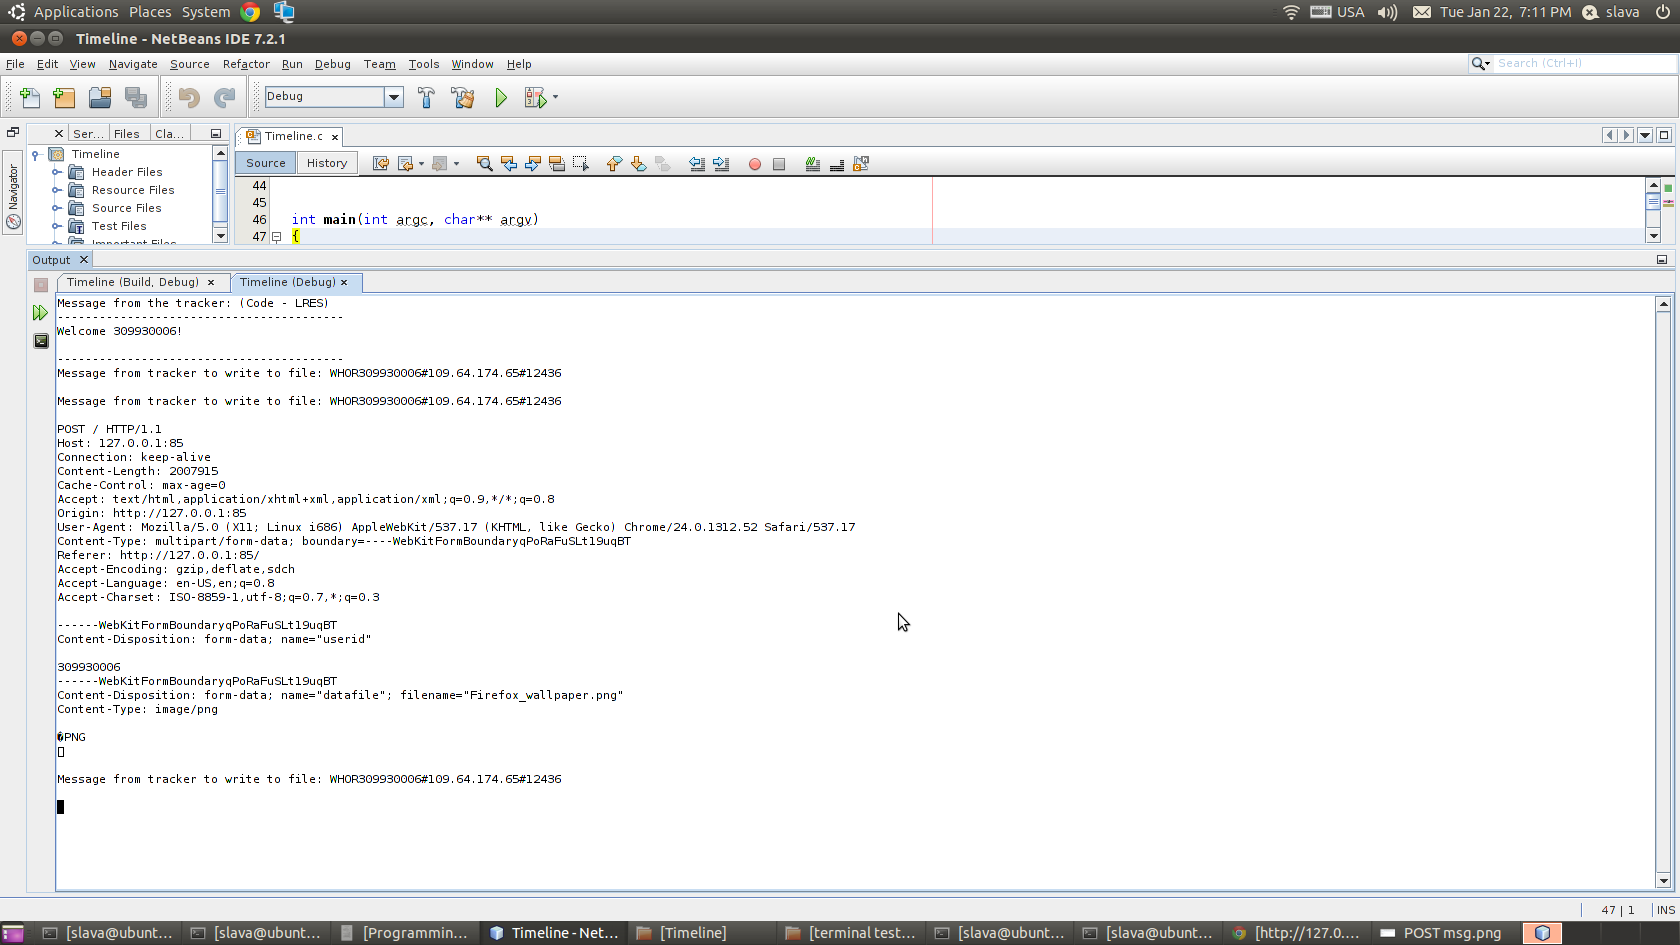 Applications Places System
USA
Tue Jan 22, 7:11 PM
slava
Timeline - NetBeans IDE 7.2.1
File Edit View Navigate Source Refactor Run Debug Team Tools Window Help
Search (Ctrl+I)
Debug
Ser... Files Cla...
Timeline.c
Navigator
Timeline
Header Files
Resource Files
Source Files
Test Files
Important Files
Source History
44
45
46 int main(int argc, char** argv)
47 {
Output
Timeline (Build, Debug) Timeline (Debug)
Message from the tracker: (Code - LRES)
-----------------------------------------
Welcome 309930006!
-----------------------------------------
Message from tracker to write to file: WHOR309930006#109.64.174.65#12436
Message from tracker to write to file: WHOR309930006#109.64.174.65#12436
POST / HTTP/1.1
Host: 127.0.0.1:85
Connection: keep-alive
Content-Length: 2007915
Cache-Control: max-age=0
Accept: text/html,application/xhtml+xml,application/xml;q=0.9,*/*;q=0.8
Origin: http://127.0.0.1:85
User-Agent: Mozilla/5.0 (X11; Linux i686) AppleWebKit/537.17 (KHTML, like Gecko) Chrome/24.0.1312.52 Safari/537.17
Content-Type: multipart/form-data; boundary=----WebKitFormBoundaryqPoRaFuSLt19uqBT
Referer: http://127.0.0.1:85/
Accept-Encoding: gzip,deflate,sdch
Accept-Language: en-US,en;q=0.8
Accept-Charset: ISO-8859-1,utf-8;q=0.7,*;q=0.3
------WebKitFormBoundaryqPoRaFuSLt19uqBT
Content-Disposition: form-data; name="userid"
309930006
------WebKitFormBoundaryqPoRaFuSLt19uqBT
Content-Disposition: form-data; name="datafile"; filename="Firefox_wallpaper.png"
Content-Type: image/png
�PNG
Message from tracker to write to file: WHOR309930006#109.64.174.65#12436
47 | 1 INS
[slava@ubunt... [slava@ubunt... [Programmin... Timeline - Net... [Timeline] [terminal test... [slava@ubunt... [slava@ubunt... [http://127.0.... POST msg.png